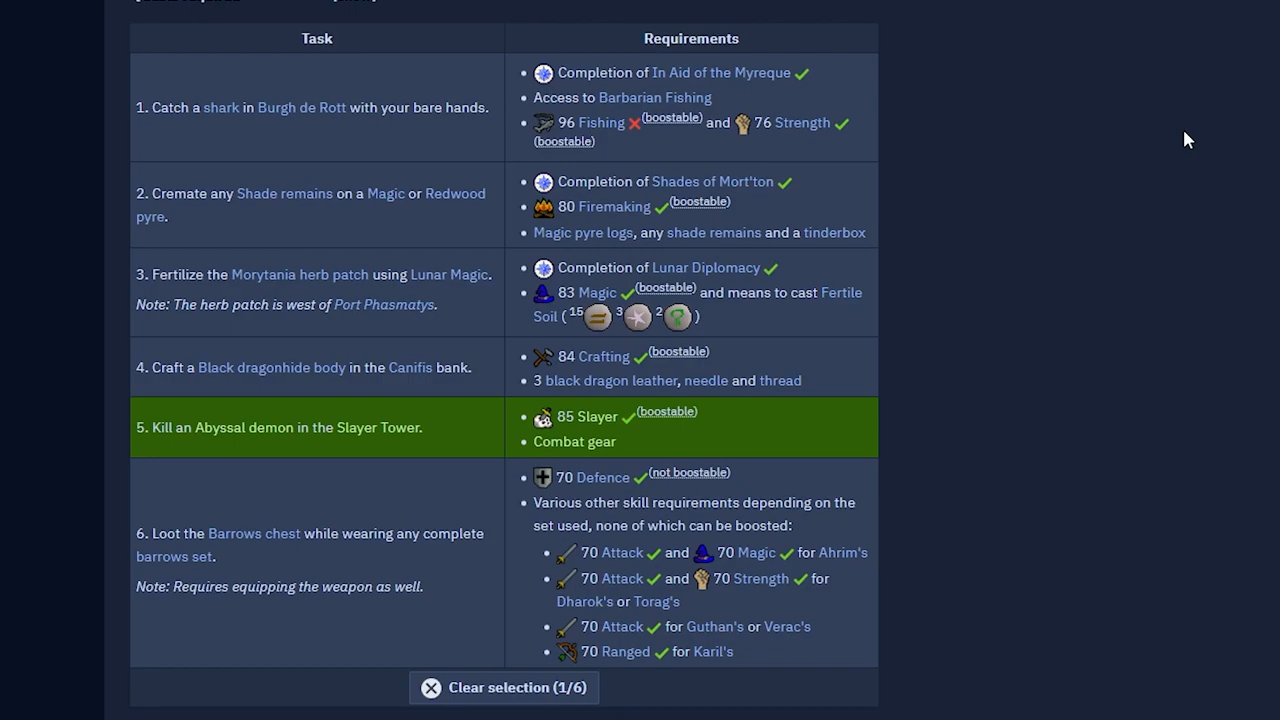 Task
Requirements
1. Catch a shark in Burgh de Rott with your bare hands.
Completion of In Aid of the Myreque
Access to Barbarian Fishing
96 Fishing (boostable) and 76 Strength
(boostable)
2. Cremate any Shade remains on a Magic or Redwood
pyre.
Completion of Shades of Mort'ton
80 Firemaking (boostable)
Magic pyre logs, any shade remains and a tinderbox
3. Fertilize the Morytania herb patch using Lunar Magic.
Note: The herb patch is west of Port Phasmatys.
Completion of Lunar Diplomacy
83 Magic (boostable) and means to cast Fertile
Soil ( 15 3 2 )
4. Craft a Black dragonhide body in the Canifis bank.
84 Crafting (boostable)
3 black dragon leather, needle and thread
5. Kill an Abyssal demon in the Slayer Tower.
85 Slayer (boostable)
Combat gear
6. Loot the Barrows chest while wearing any complete
barrows set.
Note: Requires equipping the weapon as well.
70 Defence (not boostable)
Various other skill requirements depending on the
set used, none of which can be boosted:
70 Attack and 70 Magic for Ahrim's
70 Attack and 70 Strength for
Dharok's or Torag's
70 Attack for Guthan's or Verac's
70 Ranged for Karil's
Clear selection (1/6)